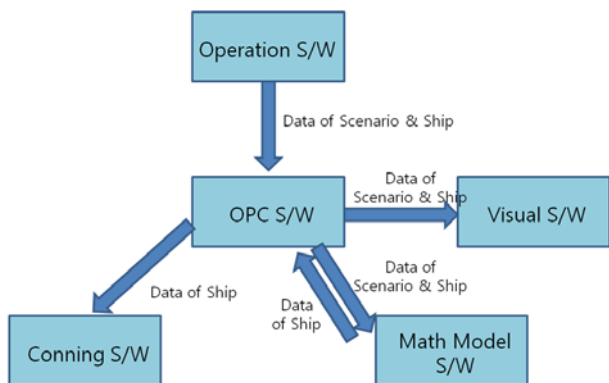 Operation S/W
Data of Scenario & Ship
OPC S/W
Data of
Scenario & Ship
Visual S/W
Data of Ship
Data
of Ship
Data of
Scenario & Ship
Conning S/W
Math Model
S/W